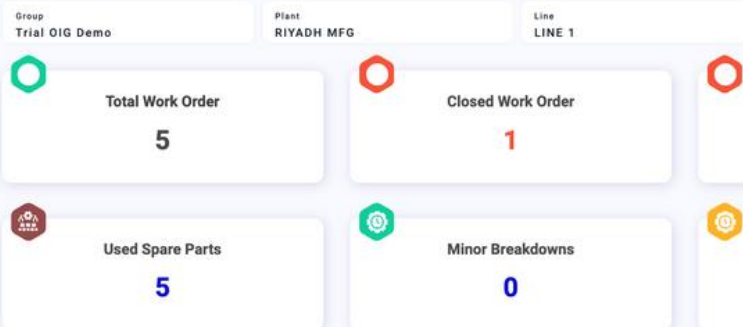 Group
Plant
Line
Trial OIG Demo
RIYADH MFG
LINE 1
Total Work Order
Closed Work Order
5
1
Used Spare Parts
Minor Breakdowns
5
0